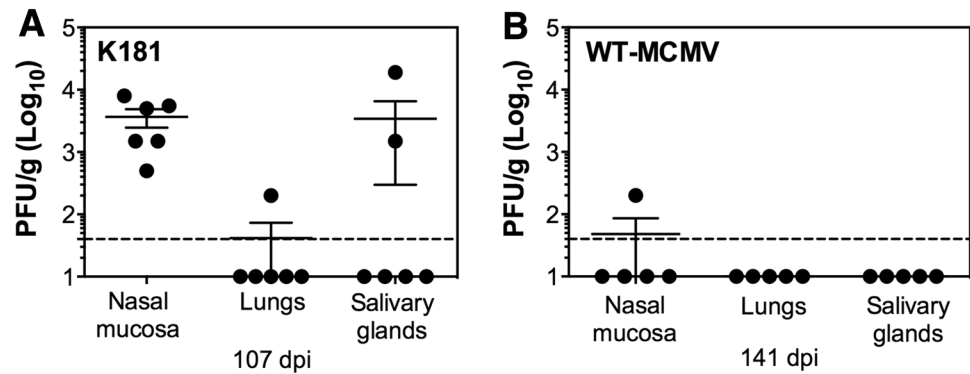 A
K181
PFU/g (Log10)
5
4
3
2
1
Nasal
mucosa
Lungs
Salivary
glands
107 dpi
B
WT-MCMV
PFU/g (Log10)
5
4
3
2
1
Nasal
mucosa
Lungs
Salivary
glands
141 dpi